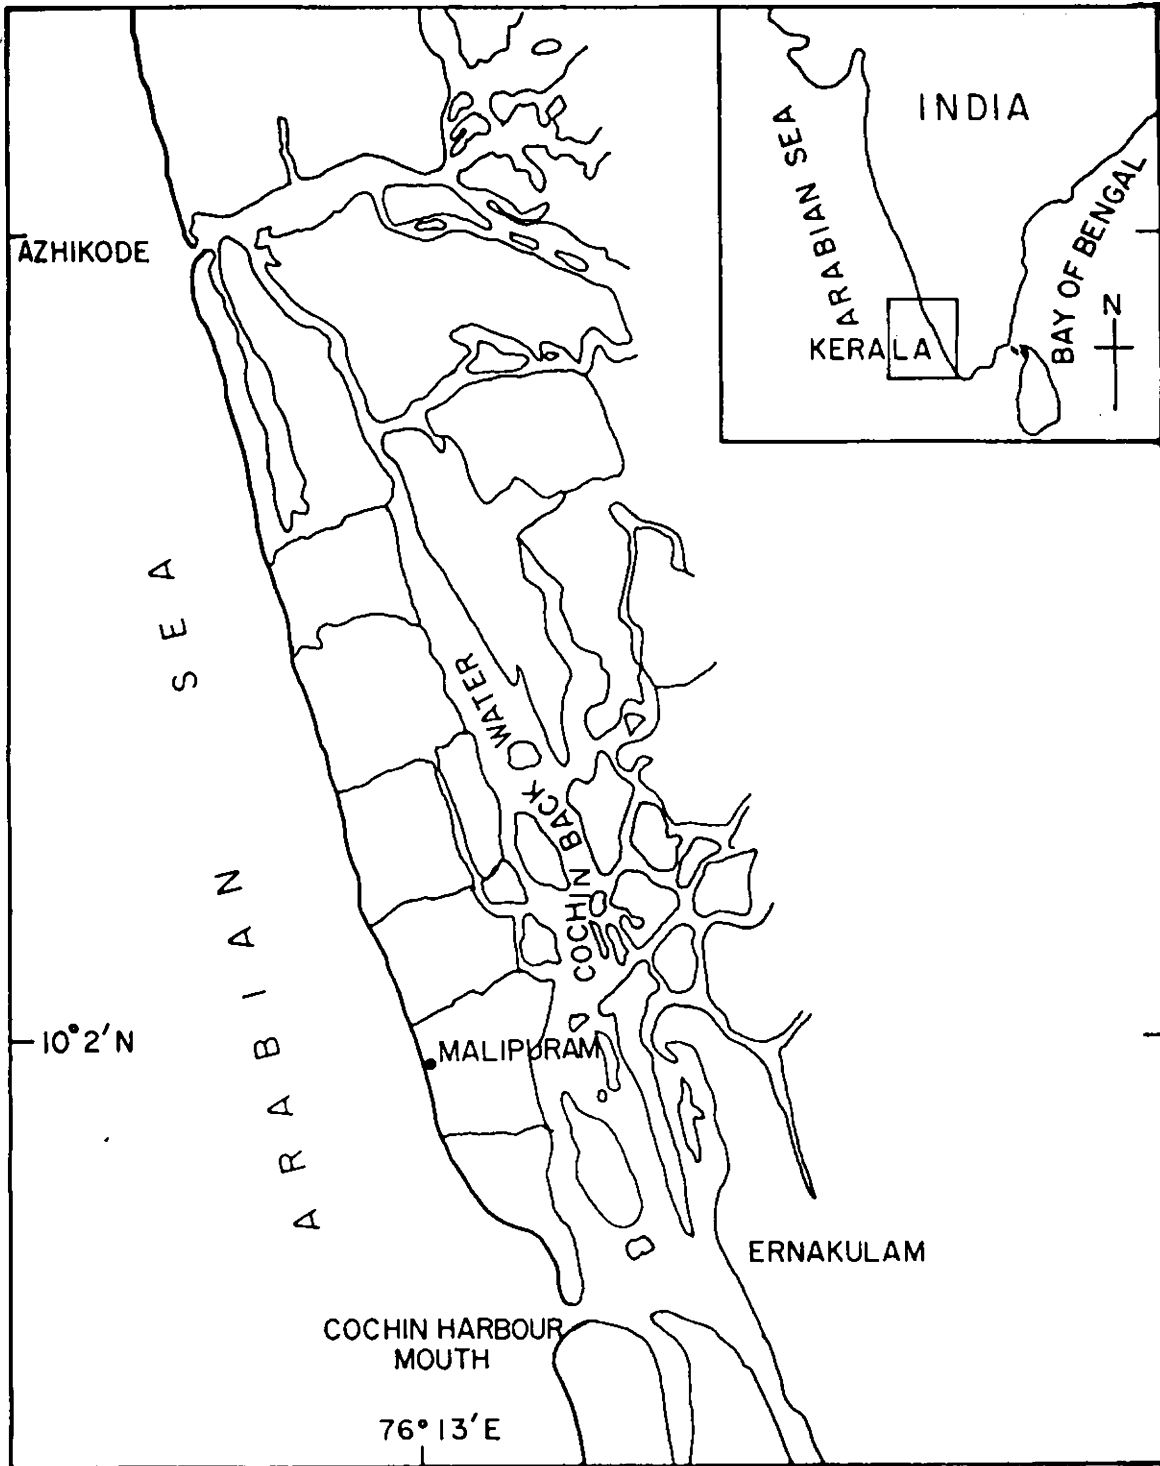 INDIA
ARABIAN SEA
BAY OF BENGAL
N
KERALA
AZHIKODE
ARABIAN SEA
COCHIN BACK WATER
10°2'N
MALIPURAM
ERNAKULAM
COCHIN HARBOUR
MOUTH
76°13'E